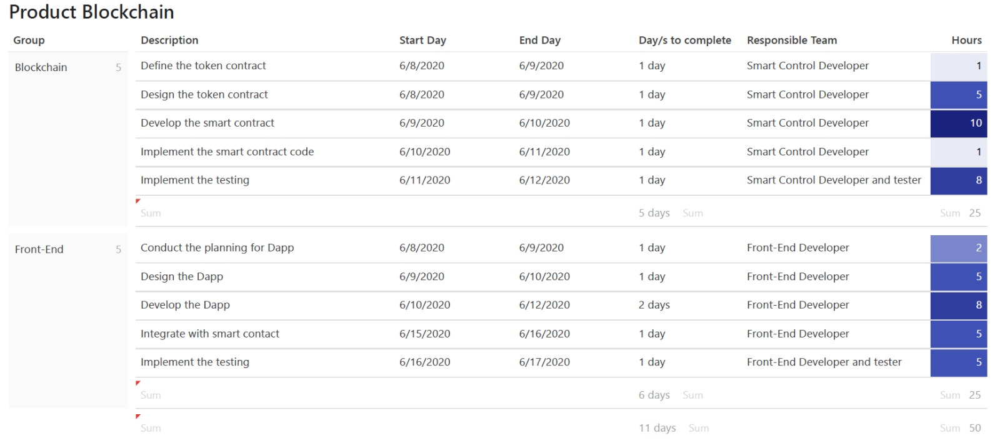 Product Blockchain
Group Description Start Day End Day Day/s to complete Responsible Team Hours
Blockchain 5 Define the token contract 6/8/2020 6/9/2020 1 day Smart Control Developer 1
Design the token contract 6/8/2020 6/9/2020 1 day Smart Control Developer 5
Develop the smart contract 6/9/2020 6/10/2020 1 day Smart Control Developer 10
Implement the smart contract code 6/10/2020 6/11/2020 1 day Smart Control Developer 1
Implement the testing 6/11/2020 6/12/2020 1 day Smart Control Developer and tester 8
Sum 5 days Sum Sum 25
Front-End 5 Conduct the planning for Dapp 6/8/2020 6/9/2020 1 day Front-End Developer 2
Design the Dapp 6/9/2020 6/10/2020 1 day Front-End Developer 5
Develop the Dapp 6/10/2020 6/12/2020 2 days Front-End Developer 8
Integrate with smart contact 6/15/2020 6/16/2020 1 day Front-End Developer 5
Implement the testing 6/16/2020 6/17/2020 1 day Front-End Developer and tester 5
Sum 6 days Sum Sum 25
Sum 11 days Sum Sum 50